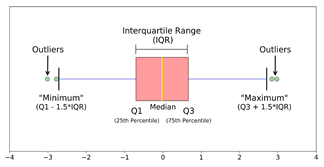 Interquartile Range
(IQR)
Outliers
Outliers
"Minimum"
(Q1 - 1.5*IQR)
"Maximum"
(Q3 + 1.5*IQR)
Q1
Median
Q3
(25th Percentile)
(75th Percentile)
−4
−3
−2
−1
0
1
2
3
4